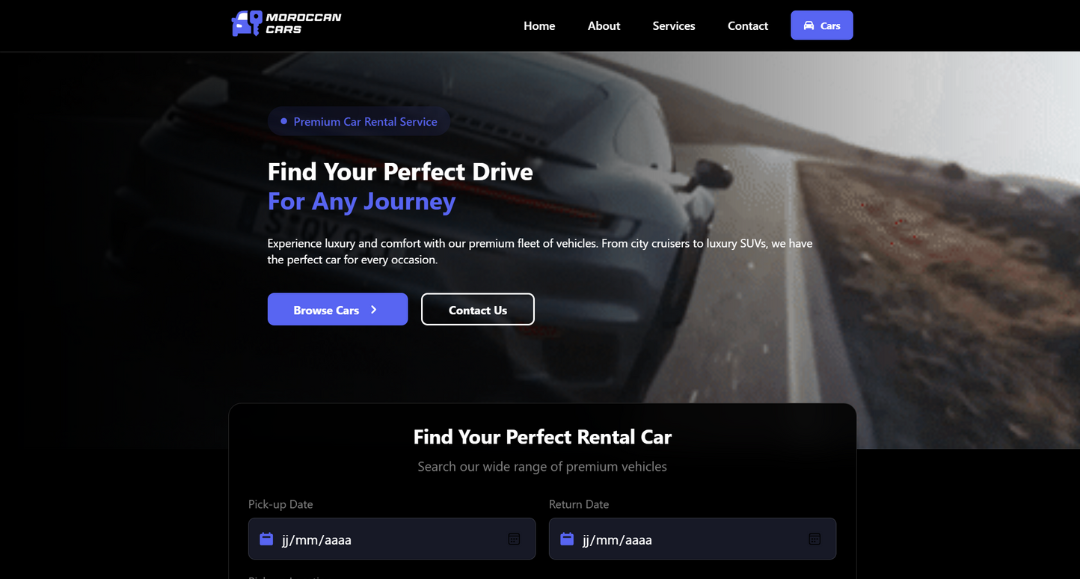 MOROCCAN
CARS
Home
About
Services
Contact
Cars
Premium Car Rental Service
Find Your Perfect Drive
For Any Journey
Experience luxury and comfort with our premium fleet of vehicles. From city cruisers to luxury SUVs, we have
the perfect car for every occasion.
Browse Cars
Contact Us
Find Your Perfect Rental Car
Search our wide range of premium vehicles
Pick-up Date
Return Date
jj/mm/aaaa
jj/mm/aaaa